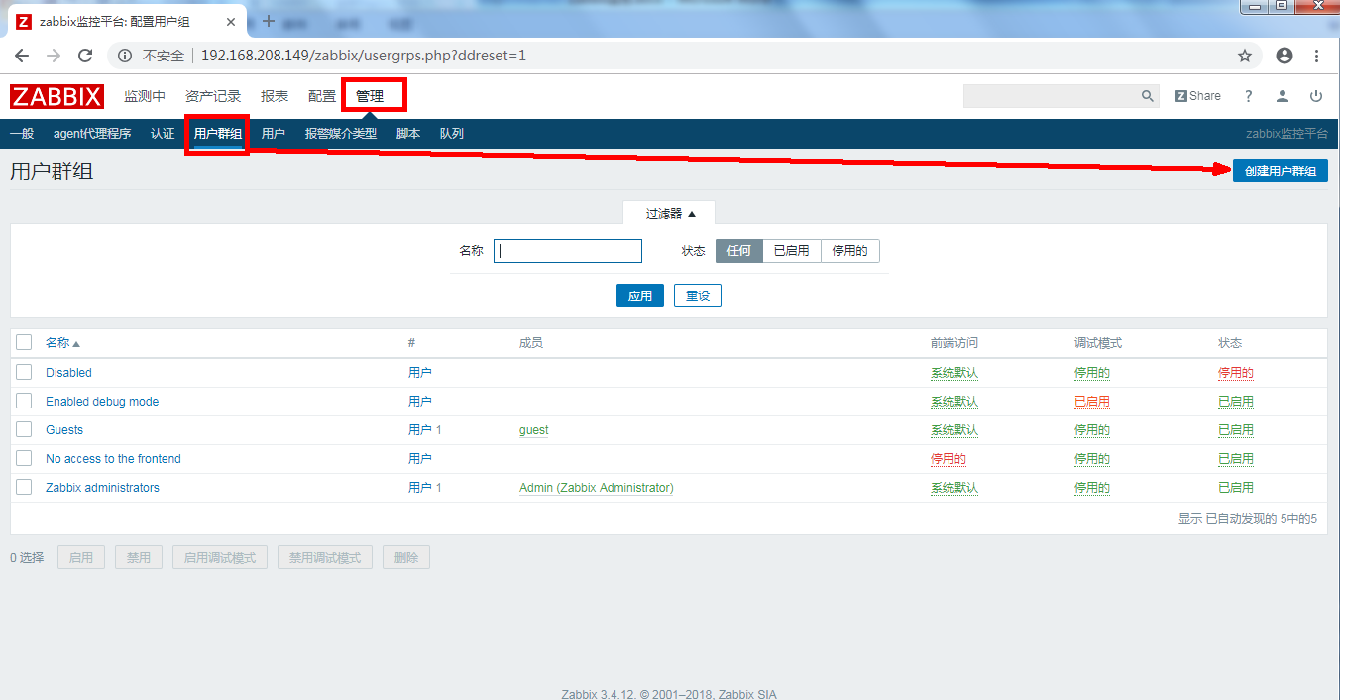 zabbix监控平台: 配置用户组
不安全 192.168.208.149/zabbix/usergrps.php?ddreset=1
ZABBIX 监测中 资产记录 报表 配置 管理 Z Share ?
一般 agent代理程序 认证 用户群组 用户 报警媒介类型 脚本 队列 zabbix监控平台
用户群组 创建用户群组
过滤器
名称 状态 任何 已启用 停用的
应用 重设
名称 # 成员 前端访问 调试模式 状态
Disabled 用户 系统默认 停用的 停用的
Enabled debug mode 用户 系统默认 已启用 已启用
Guests 用户 1 guest 系统默认 停用的 已启用
No access to the frontend 用户 停用的 停用的 已启用
Zabbix administrators 用户 1 Admin (Zabbix Administrator) 系统默认 停用的 已启用
显示 已自动发现的 5中的5
0 选择 启用 禁用 启用调试模式 禁用调试模式 删除
Zabbix 3.4.12. © 2001–2018, Zabbix SIA